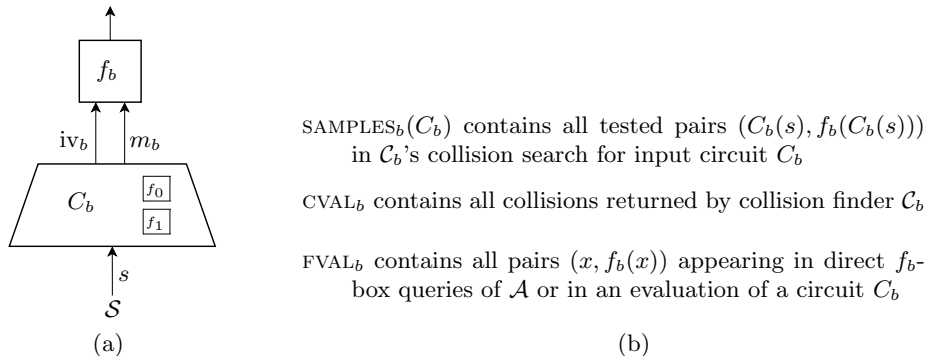 f_b
iv_b m_b
C_b
f_0
f_1
s
𝒮
(a)
SAMPLES_b(C_b) contains all tested pairs (C_b(s), f_b(C_b(s)))
in 𝒞_b's collision search for input circuit C_b
CVAL_b contains all collisions returned by collision finder 𝒞_b
FVAL_b contains all pairs (x, f_b(x)) appearing in direct f_b-
box queries of 𝒜 or in an evaluation of a circuit C_b
(b)